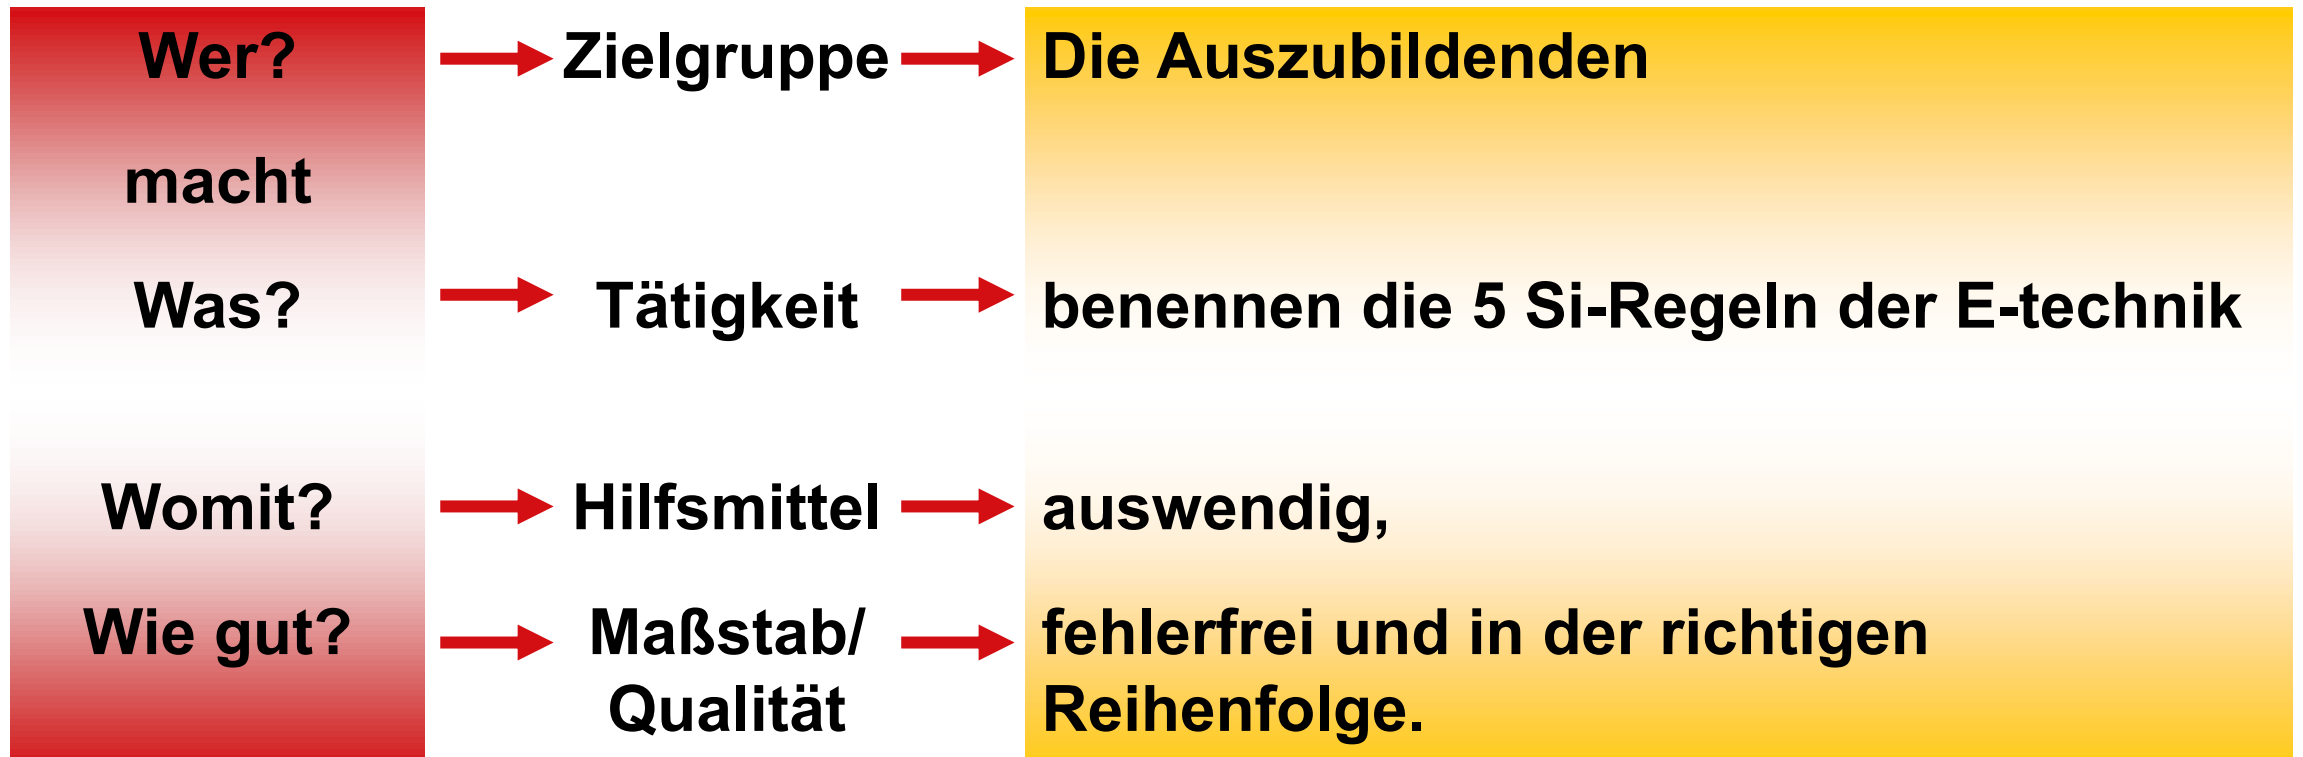 Wer? Zielgruppe Die Auszubildenden
macht
Was? Tätigkeit benennen die 5 Si-Regeln der E-technik
Womit? Hilfsmittel auswendig,
Wie gut? Maßstab/ fehlerfrei und in der richtigen
Qualität Reihenfolge.